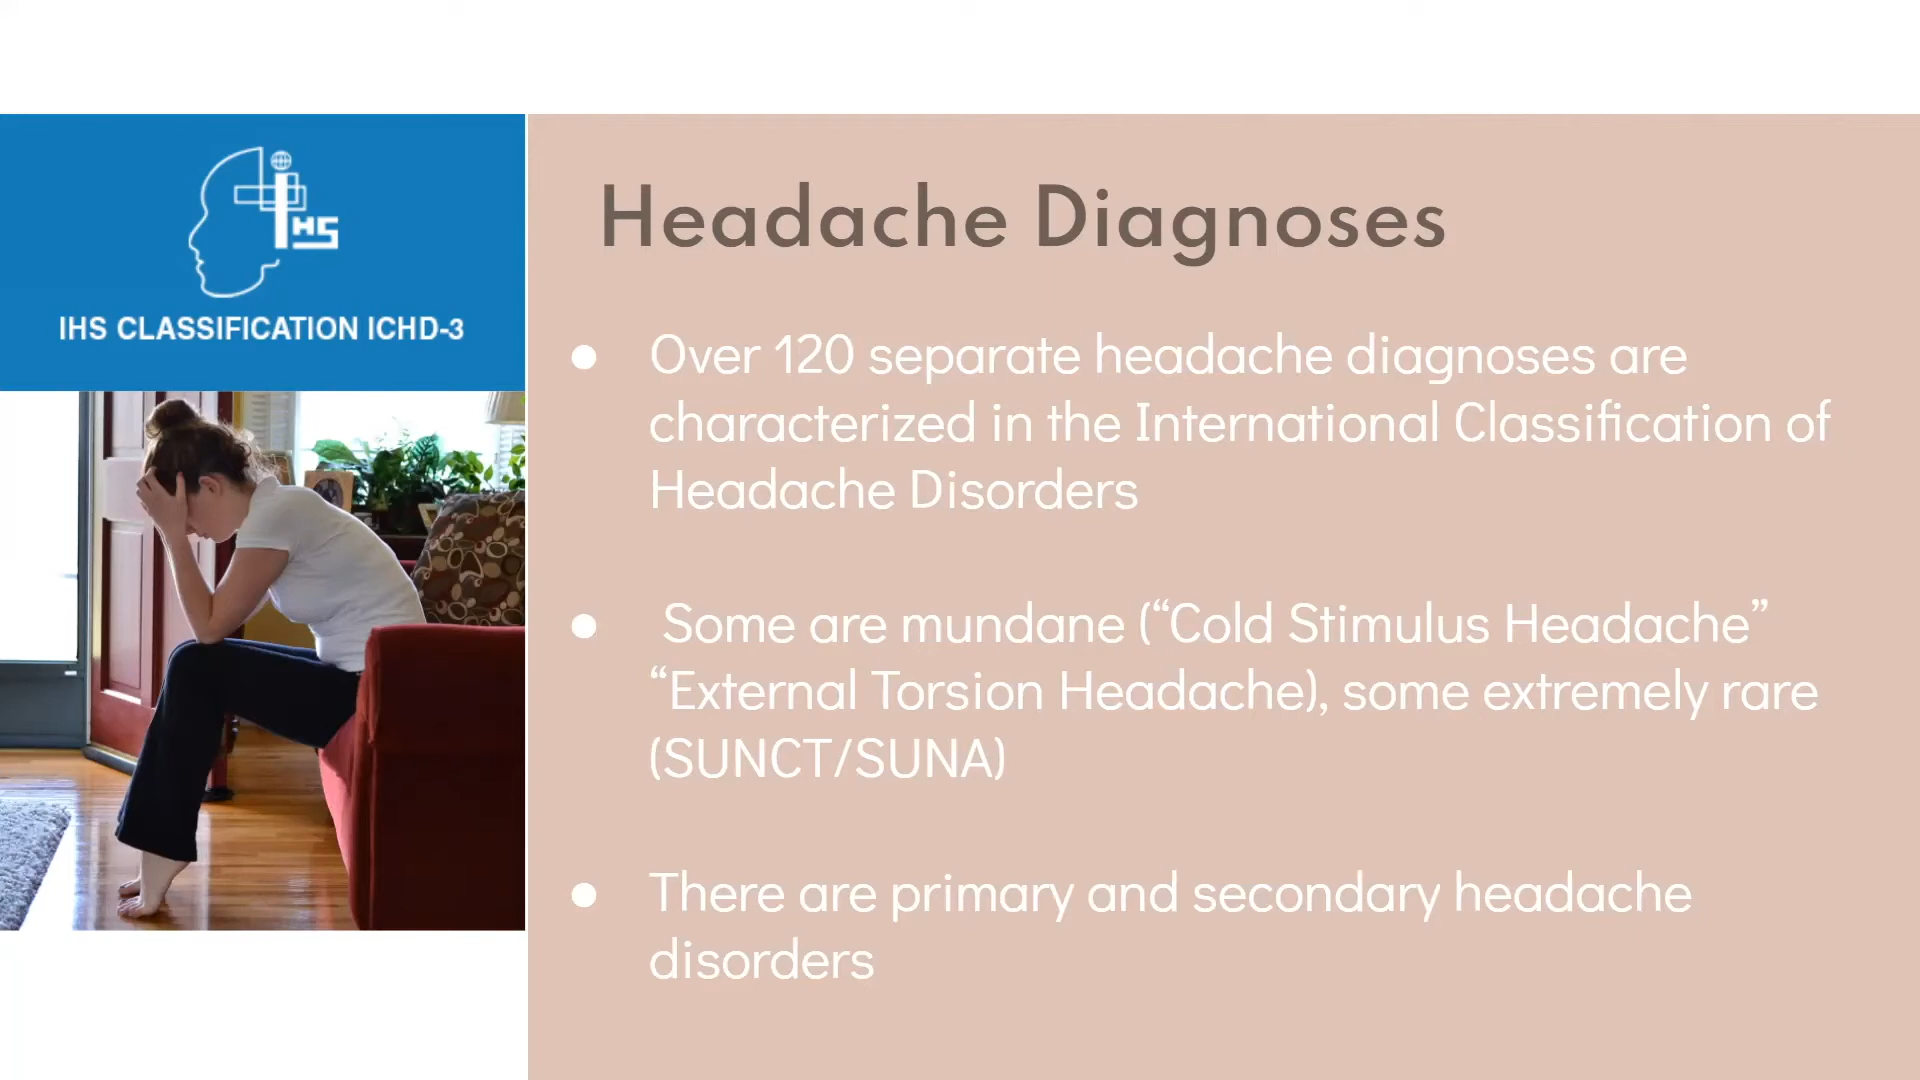 IHS
IHS CLASSIFICATION ICHD-3
Headache Diagnoses
● Over 120 separate headache diagnoses are
characterized in the International Classification of
Headache Disorders
● Some are mundane (“Cold Stimulus Headache”
“External Torsion Headache), some extremely rare
(SUNCT/SUNA)
● There are primary and secondary headache
disorders